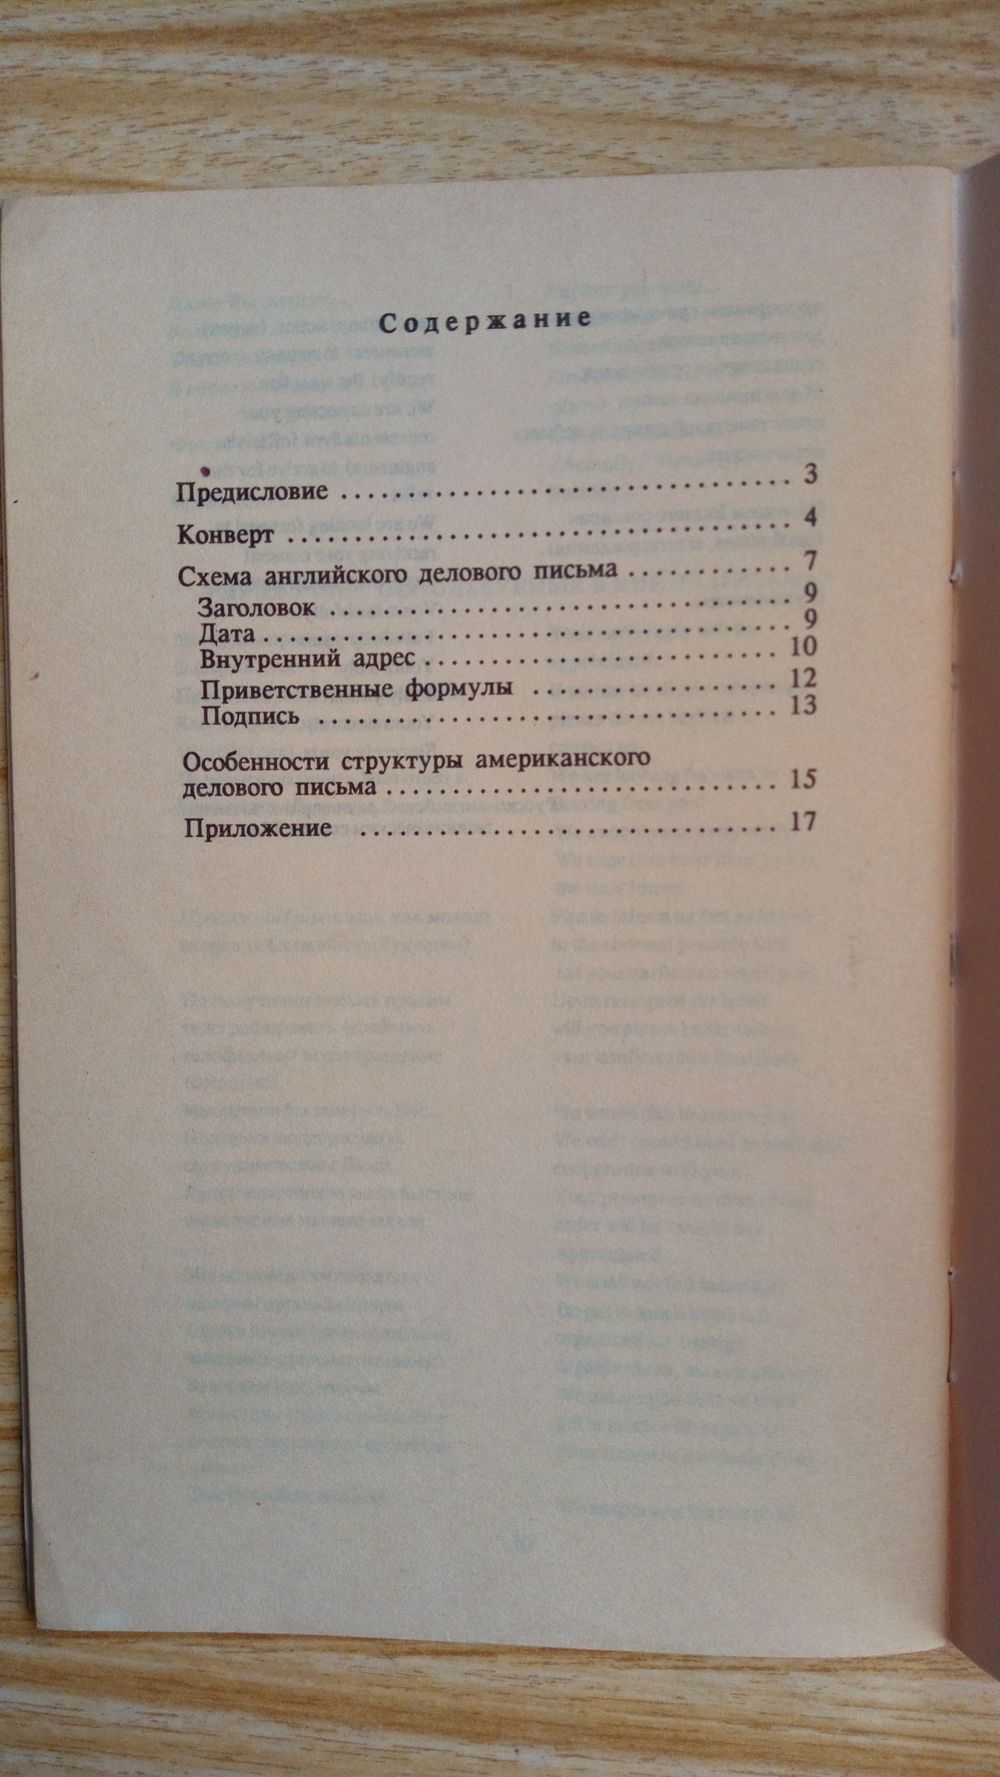 Содержание
Предисловие .................................. 3
Конверт ...................................... 4
Схема английского делового письма ............ 7
Заголовок .................................... 9
Дата ......................................... 9
Внутренний адрес ............................. 10
Приветственные формулы ....................... 12
Подпись ...................................... 13
Особенности структуры американского
делового письма .............................. 15
Приложение ................................... 17